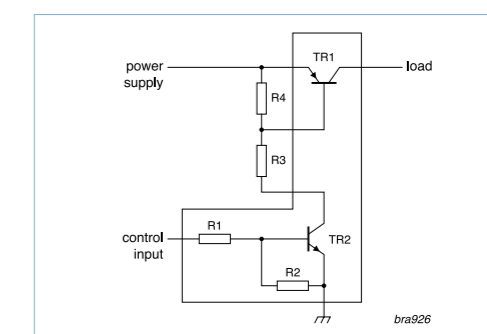 TR1
power
supply
load
R4
R3
R1
control
input
TR2
R2
bra926